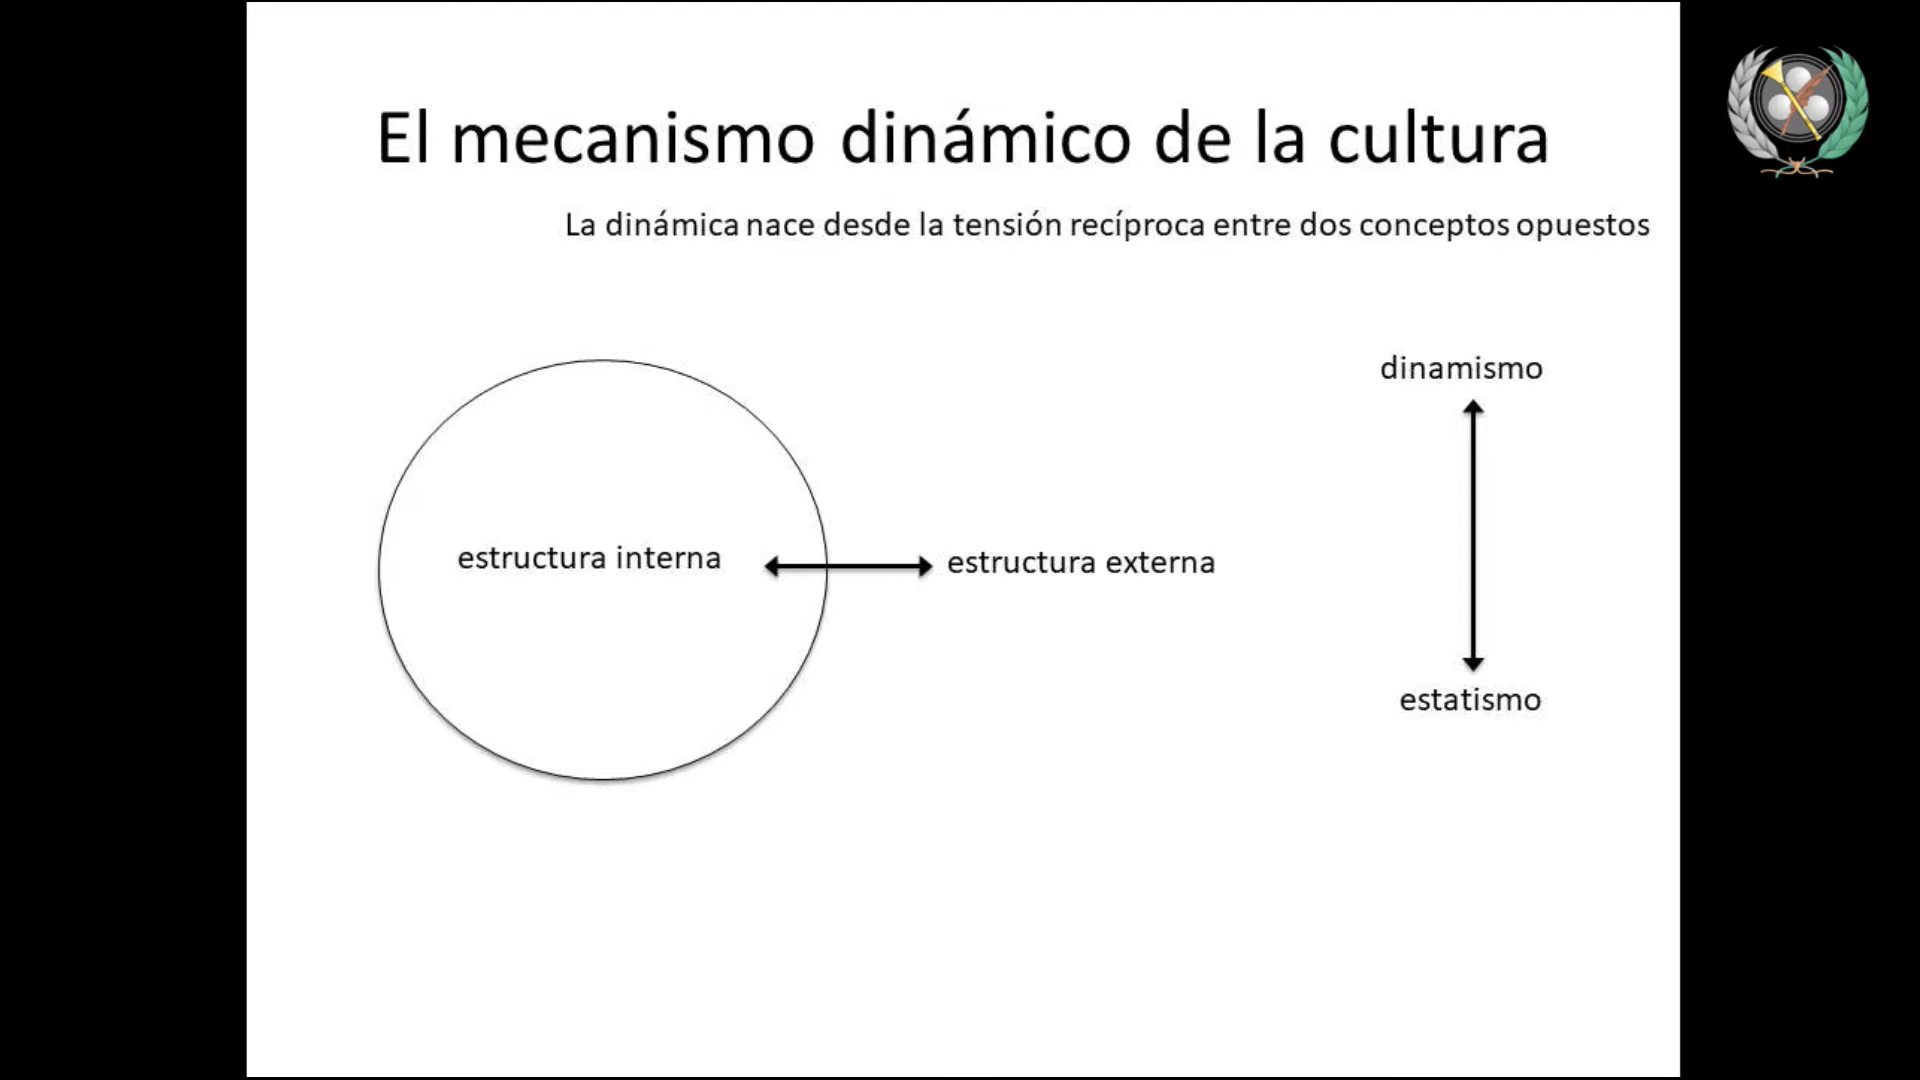 El mecanismo dinámico de la cultura
La dinámica nace desde la tensión recíproca entre dos conceptos opuestos
dinamismo
estructura interna
estructura externa
estatismo